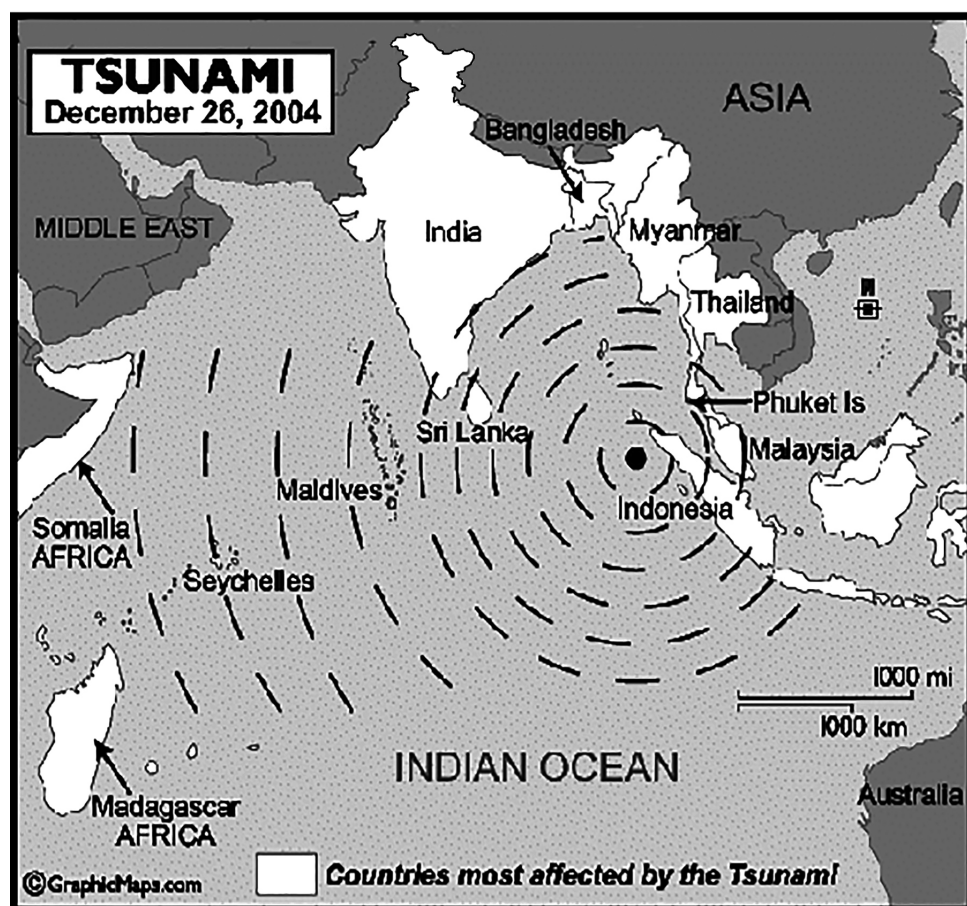 TSUNAMI
December 26, 2004
ASIA
Bangladesh
MIDDLE EAST
India
Myanmar
Thailand
N
Phuket Is
Sri Lanka
Malaysia
Maldives
Indonesia
Somalia
AFRICA
Seychelles
1000 mi
1000 km
INDIAN OCEAN
Australia
Madagascar
AFRICA
©GraphicMaps.com
Countries most affected by the Tsunami